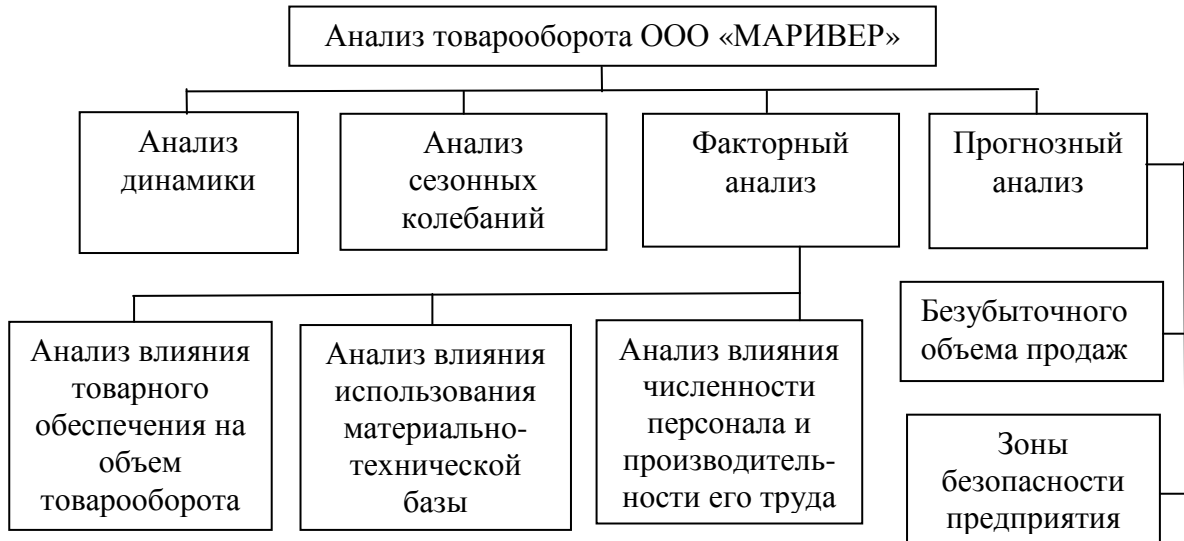 Анализ товарооборота ООО «МАРИВЕР»
Анализ
динамики
Анализ
сезонных
колебаний
Факторный
анализ
Прогнозный
анализ
Анализ влияния
товарного
обеспечения на
объем
товарооборота
Анализ влияния
использования
материально-
технической
базы
Анализ влияния
численности
персонала и
производитель-
ности его труда
Безубыточного
объема продаж
Зоны
безопасности
предприятия